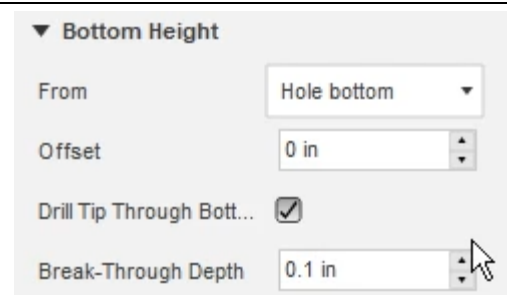 Bottom Height
From Hole bottom
Offset 0 in
Drill Tip Through Bott...
Break-Through Depth 0.1 in